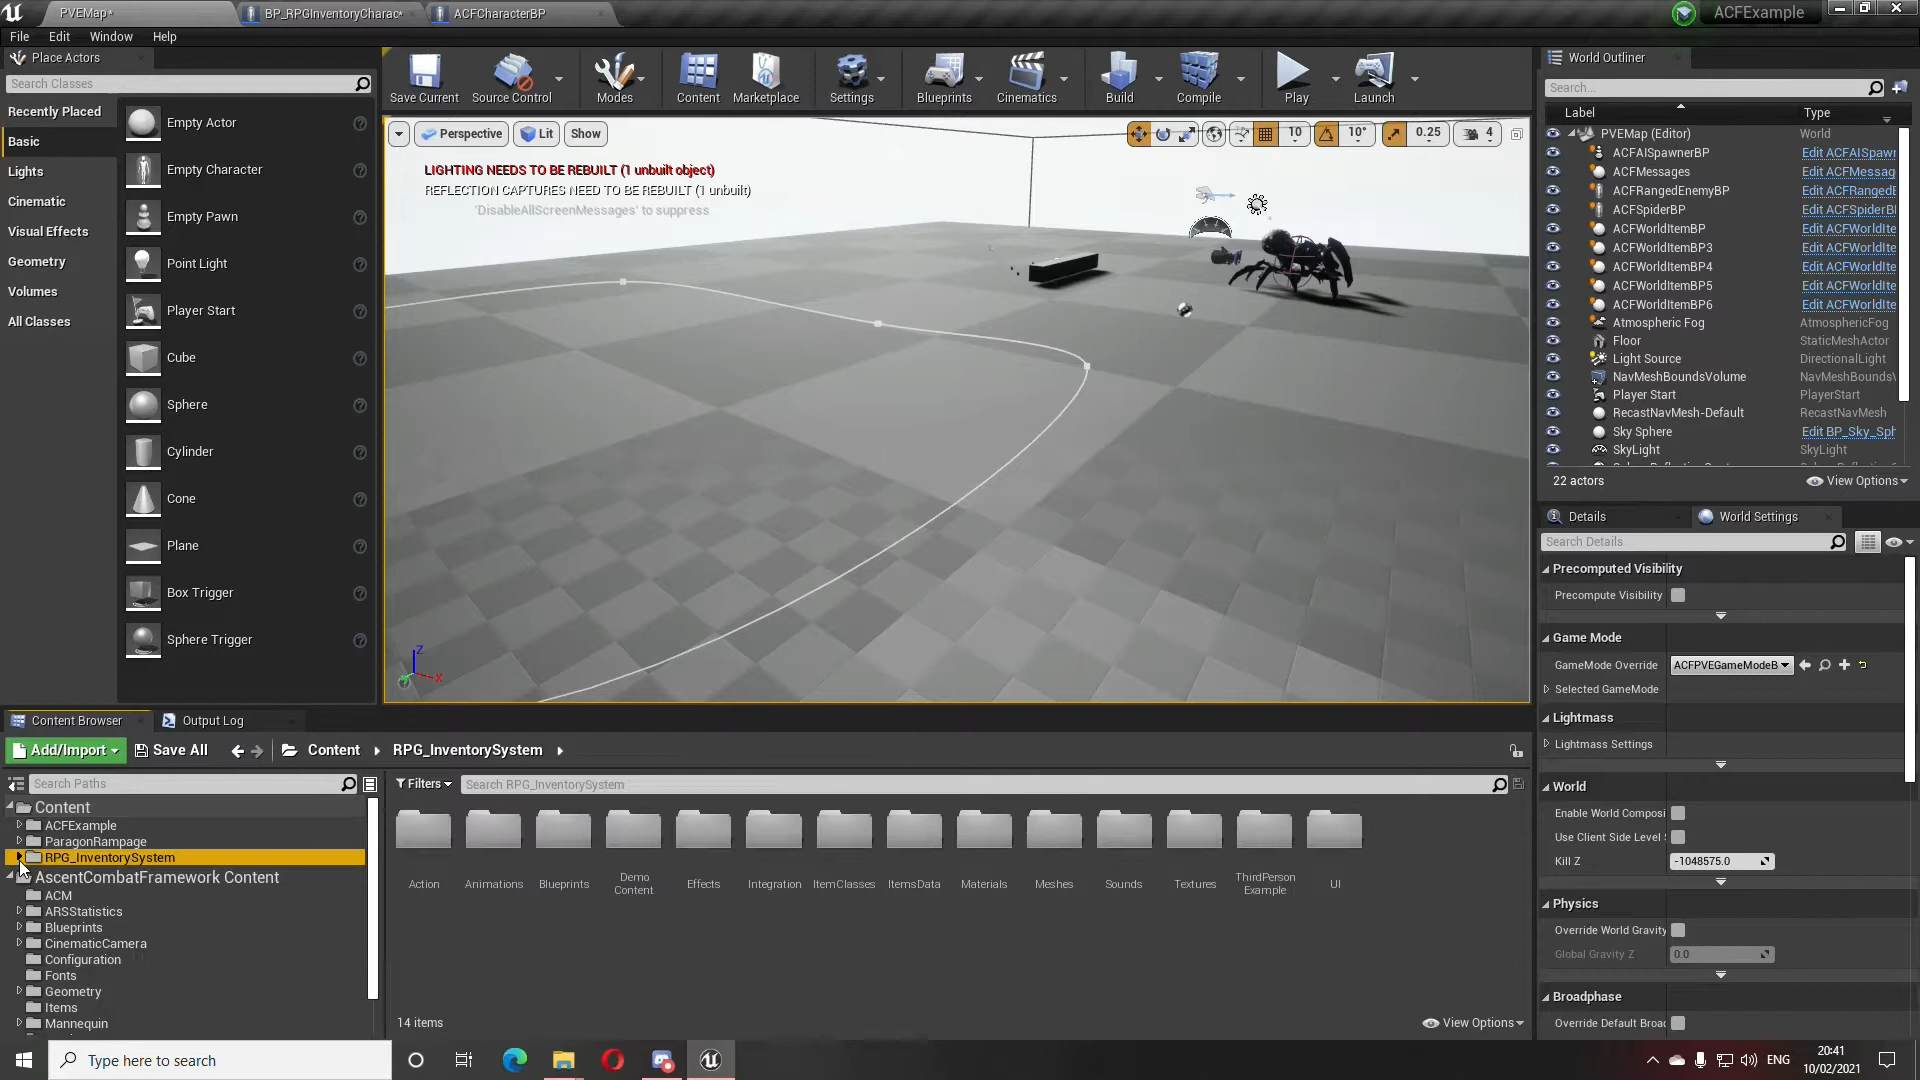 PVEMap*
BP_RPGInventoryCharac*
ACFCharacterBP
ACFExample
File Edit Window Help
Place Actors
Search Classes
Recently Placed
Basic
Lights
Cinematic
Visual Effects
Geometry
Volumes
All Classes
Empty Actor
Empty Character
Empty Pawn
Point Light
Player Start
Cube
Sphere
Cylinder
Cone
Plane
Box Trigger
Sphere Trigger
Save Current
Source Control
Modes
Content
Marketplace
Settings
Blueprints
Cinematics
Build
Compile
Play
Launch
Perspective
Lit
Show
10
10°
0.25
4
LIGHTING NEEDS TO BE REBUILT (1 unbuilt object)
REFLECTION CAPTURES NEED TO BE REBUILT (1 unbuilt)
'DisableAllScreenMessages' to suppress
Z
X
World Outliner
Search...
Label Type
PVEMap (Editor) World
ACFAISpawnerBP Edit ACFAISpawn
ACFMessages Edit ACFMessag
ACFRangedEnemyBP Edit ACFRangedE
ACFSpiderBP Edit ACFSpiderBI
ACFWorldItemBP Edit ACFWorldIte
ACFWorldItemBP3 Edit ACFWorldIte
ACFWorldItemBP4 Edit ACFWorldIte
ACFWorldItemBP5 Edit ACFWorldIte
ACFWorldItemBP6 Edit ACFWorldIte
Atmospheric Fog AtmosphericFog
Floor StaticMeshActor
Light Source DirectionalLight
NavMeshBoundsVolume NavMeshBoundsV
Player Start PlayerStart
RecastNavMesh-Default RecastNavMesh
Sky Sphere Edit BP_Sky_Sph
SkyLight SkyLight
22 actors
View Options
Details
World Settings
Search Details
Precomputed Visibility
Precompute Visibility
Game Mode
GameMode Override ACFPVEGameModeB
Selected GameMode
Lightmass
Lightmass Settings
World
Enable World Composi
Use Client Side Level S
Kill Z -1048575.0
Physics
Override World Gravity
Global Gravity Z 0.0
Broadphase
Override Default Broad
Content Browser
Output Log
Add/Import
Save All
Content
RPG_InventorySystem
Search Paths
Filters
Search RPG_InventorySystem
Content
ACFExample
ParagonRampage
RPG_InventorySystem
AscentCombatFramework Content
ACM
ARSStatistics
Blueprints
CinematicCamera
Configuration
Fonts
Geometry
Items
Mannequin
Action
Animations
Blueprints
Demo
Content
Effects
Integration
ItemClasses
ItemsData
Materials
Meshes
Sounds
Textures
ThirdPerson
Example
UI
14 items
View Options
Type here to search
ENG
20:41
10/02/2021